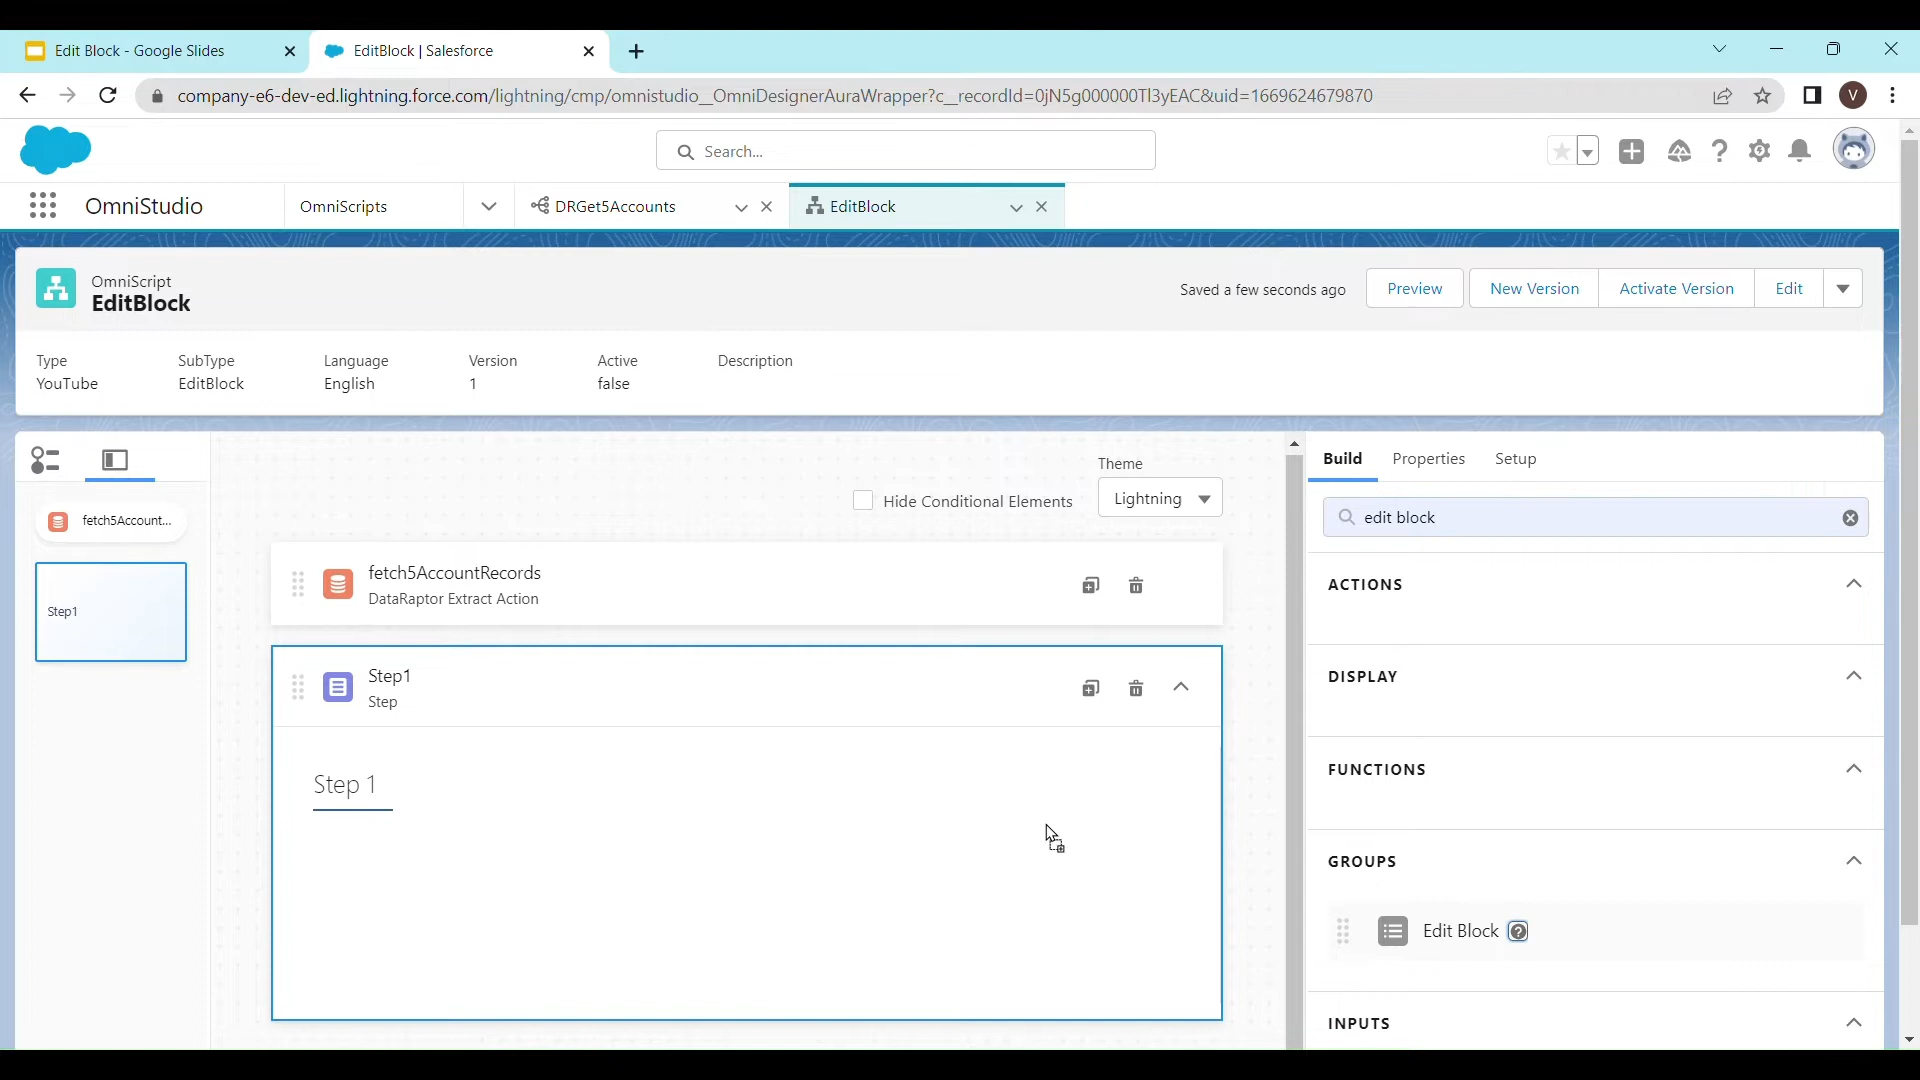 Edit Block - Google Slides
EditBlock | Salesforce
company-e6-dev-ed.lightning.force.com/lightning/cmp/omnistudio__OmniDesignerAuraWrapper?c__recordId=0jN5g000000Tl3yEAC&uid=1669624679870
V
Search...
OmniStudio
OmniScripts
DRGet5Accounts
EditBlock
OmniScript
EditBlock
Saved a few seconds ago
Preview
New Version
Activate Version
Edit
Type
SubType
Language
Version
Active
Description
YouTube
EditBlock
English
1
false
fetch5Account...
Step1
Hide Conditional Elements
Theme
Lightning
fetch5AccountRecords
DataRaptor Extract Action
Step1
Step
Step 1
Build
Properties
Setup
edit block
ACTIONS
DISPLAY
FUNCTIONS
GROUPS
Edit Block
INPUTS